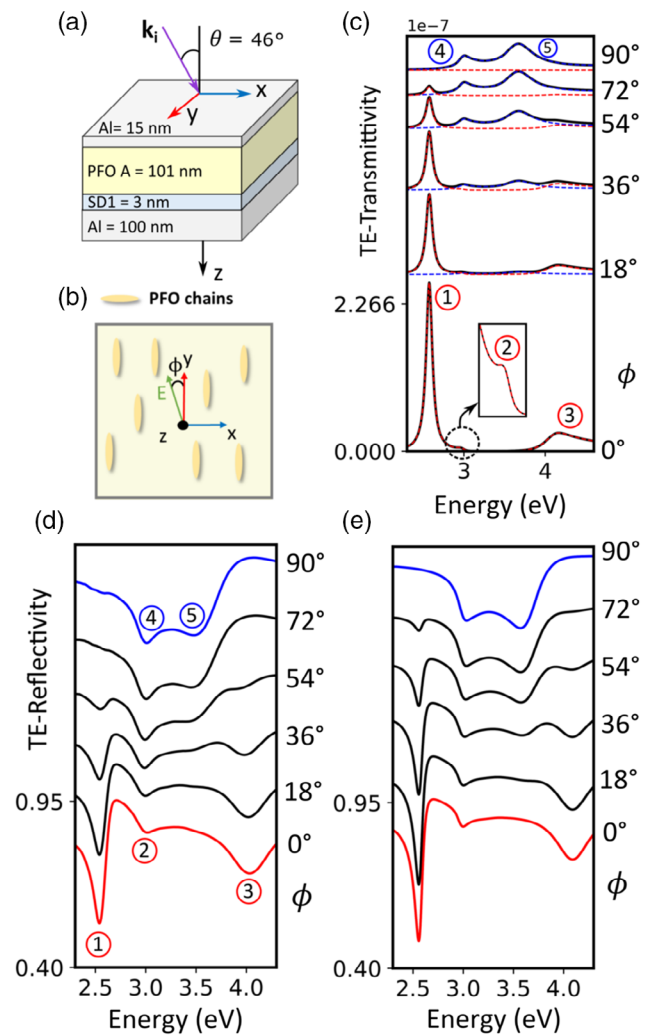 (a)
k_i
θ = 46°
x
y
Al= 15 nm
PFO A = 101 nm
SD1 = 3 nm
Al = 100 nm
z
(b)
PFO chains
ϕ
y
E
z
x
(c)
1e-7
TE-Transmittivity
4
5
90°
72°
54°
36°
18°
1
2.266
2
ϕ
3
0.000
0°
3
4
Energy (eV)
(d)
TE-Reflectivity
90°
4
5
72°
54°
36°
0.95
18°
2
0°
3
ϕ
1
0.40
2.5
3.0
3.5
4.0
Energy (eV)
(e)
90°
72°
54°
36°
0.95
18°
0°
ϕ
0.40
2.5
3.0
3.5
4.0
Energy (eV)